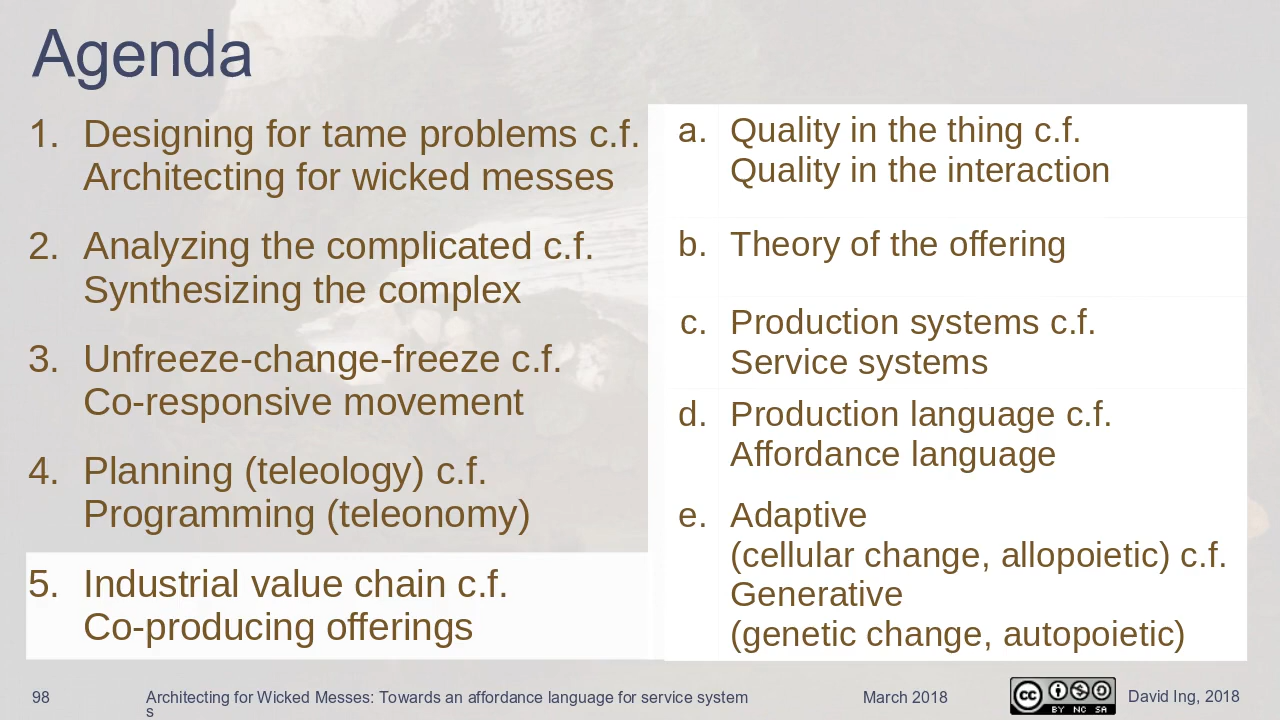 Agenda
1. Designing for tame problems c.f.
Architecting for wicked messes
2. Analyzing the complicated c.f.
Synthesizing the complex
3. Unfreeze-change-freeze c.f.
Co-responsive movement
4. Planning (teleology) c.f.
Programming (teleonomy)
5. Industrial value chain c.f.
Co-producing offerings
a. Quality in the thing c.f.
Quality in the interaction
b. Theory of the offering
c. Production systems c.f.
Service systems
d. Production language c.f.
Affordance language
e. Adaptive
(cellular change, allopoietic) c.f.
Generative
(genetic change, autopoietic)
98
Architecting for Wicked Messes: Towards an affordance language for service system
s
March 2018
cc
BY NC SA
David Ing, 2018